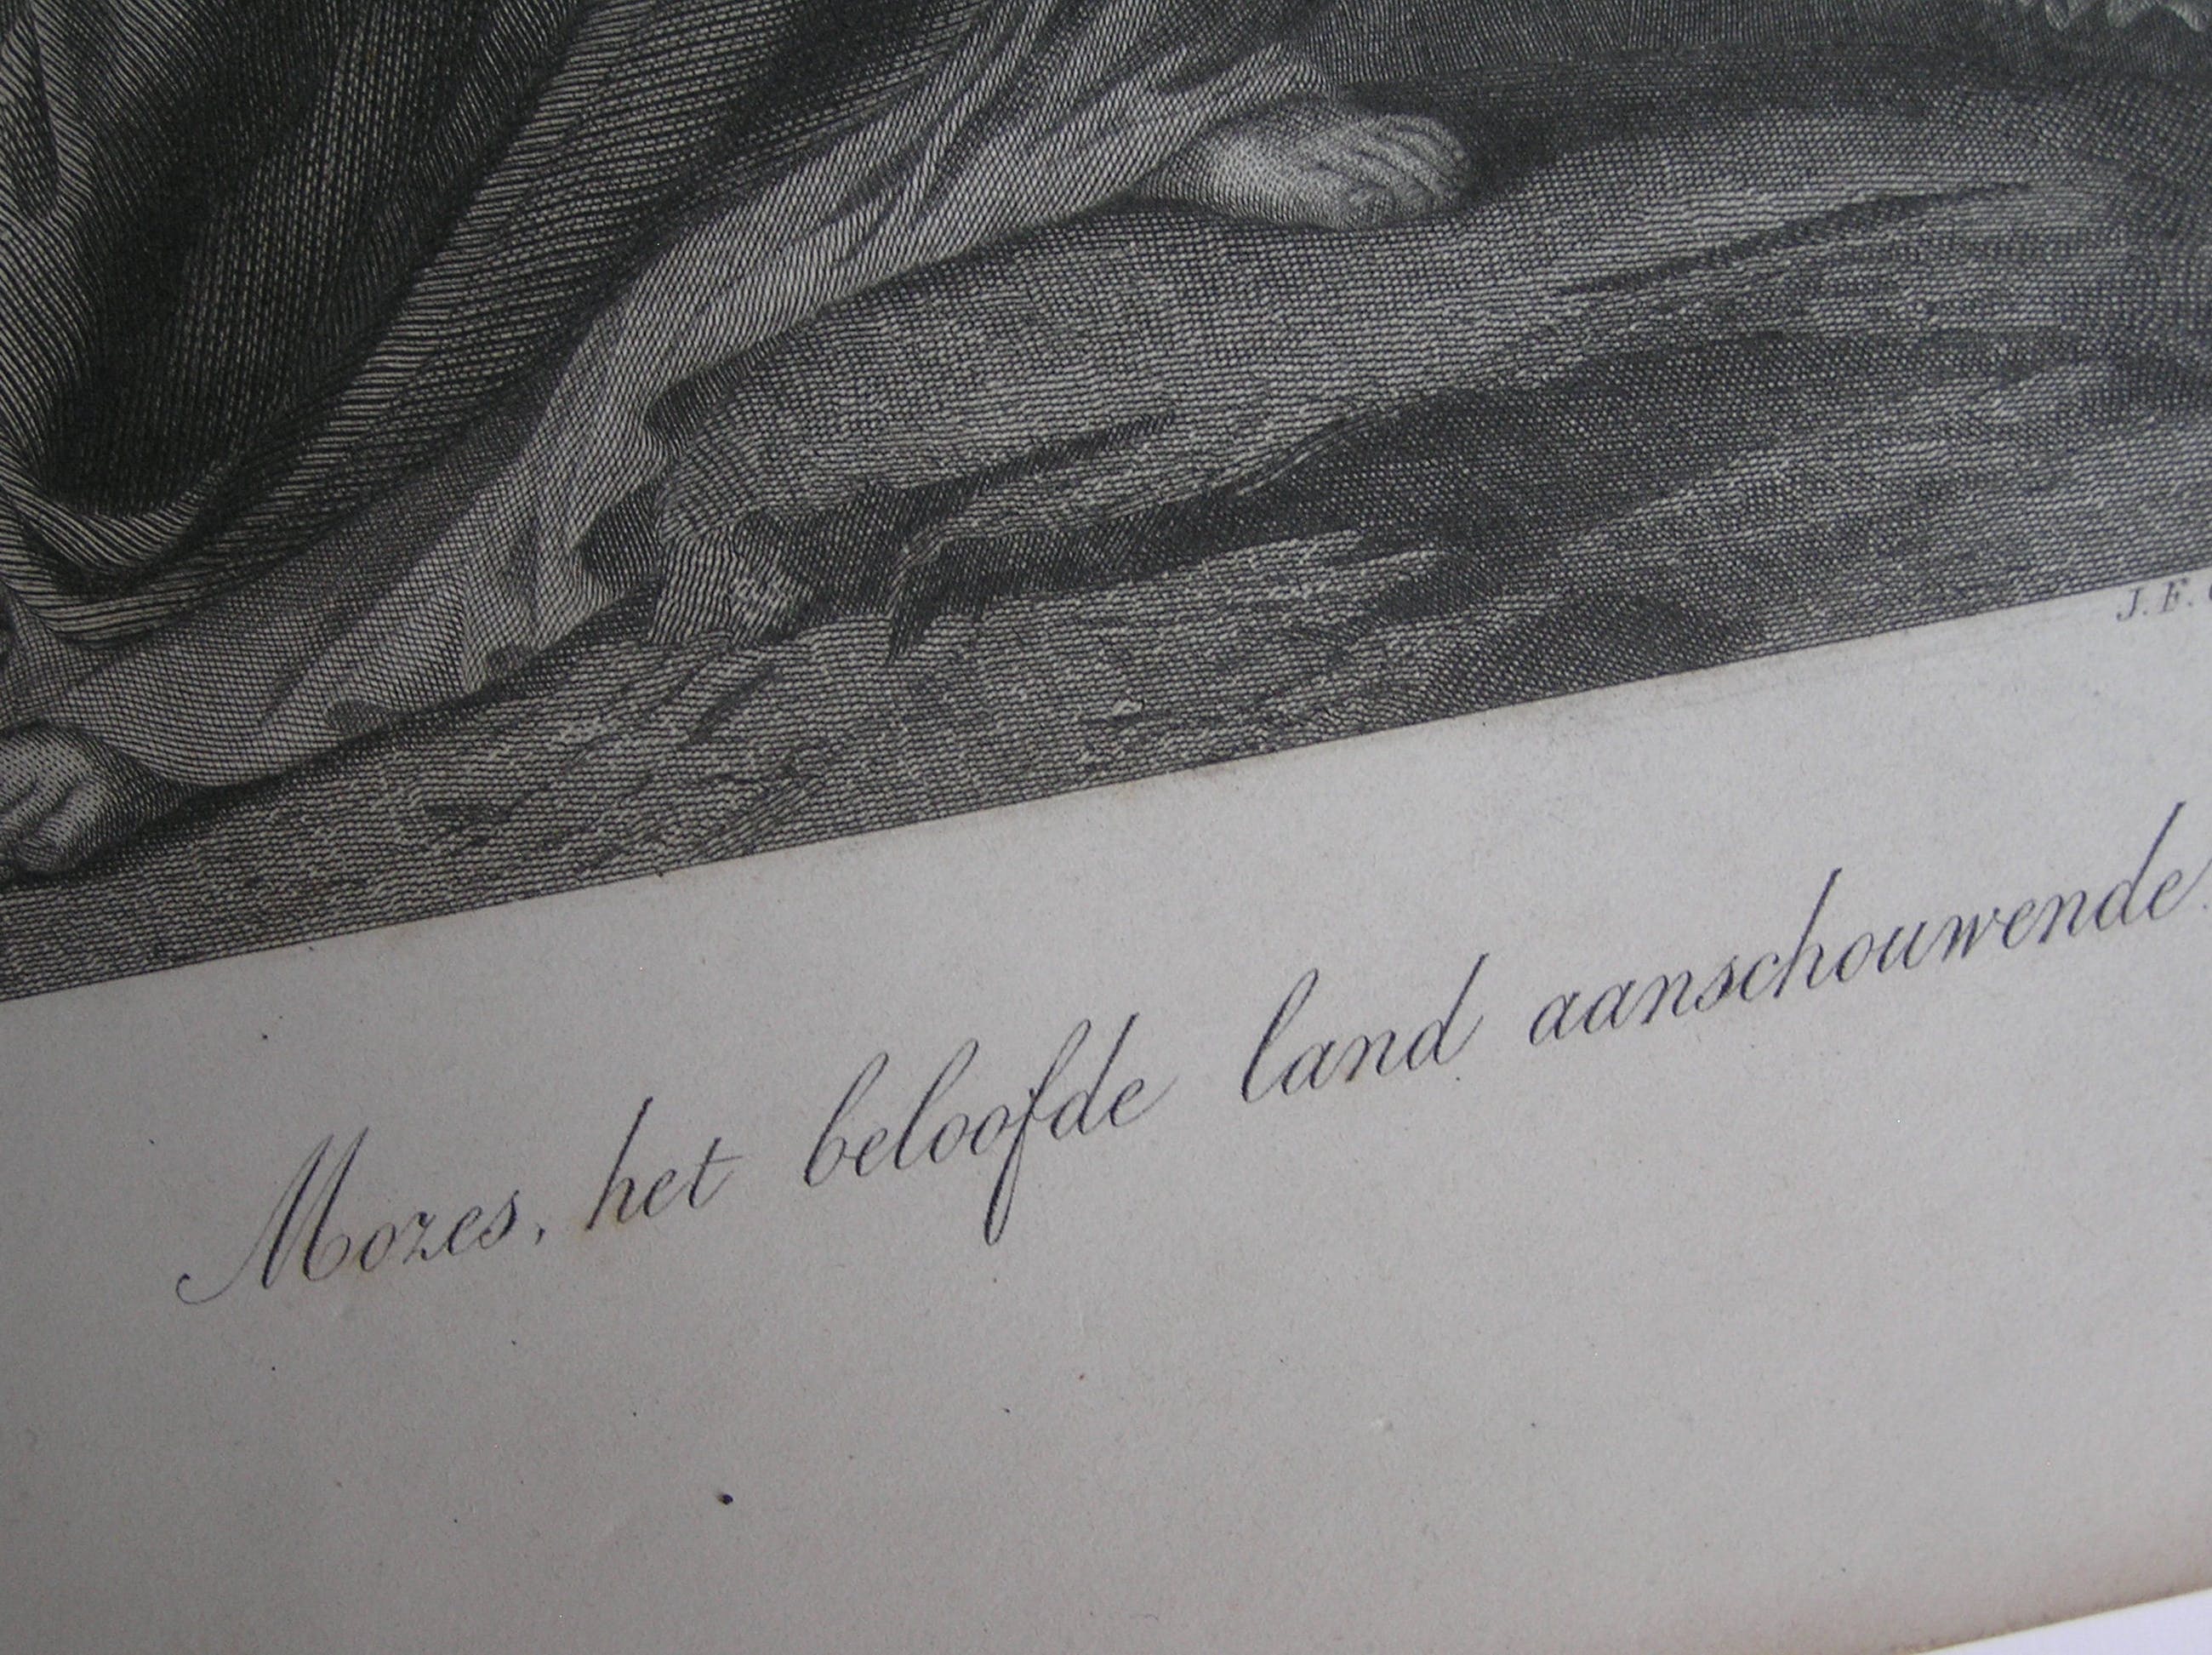 J. F.
Mozes, het beloofde land aanschouwende.